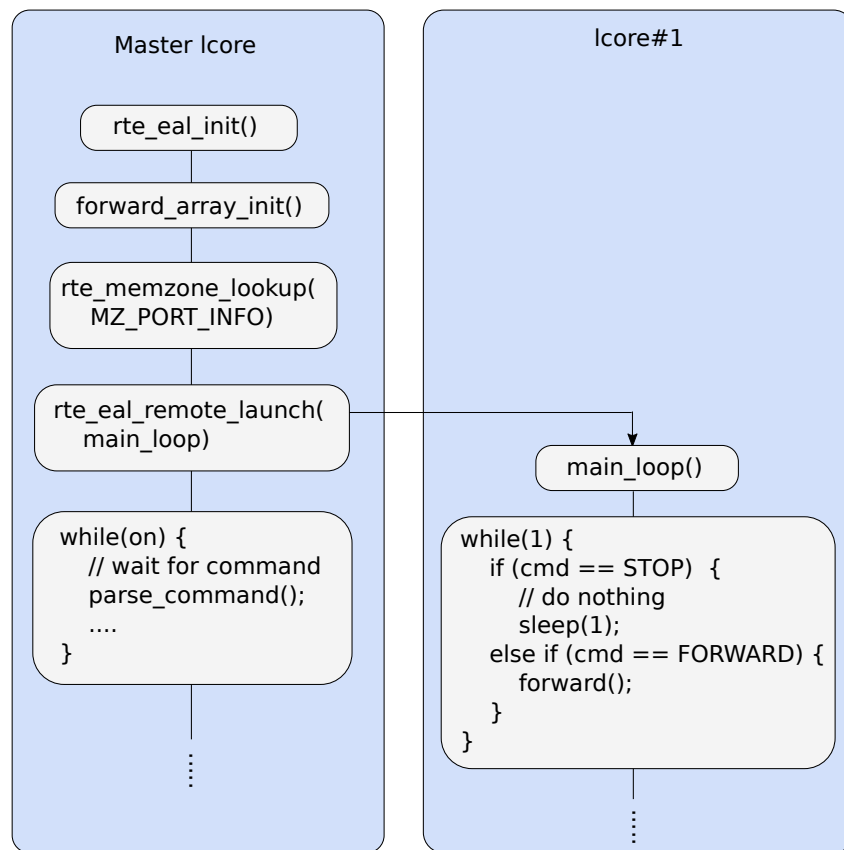 Master lcore
rte_eal_init()
forward_array_init()
rte_memzone_lookup(
MZ_PORT_INFO)
rte_eal_remote_launch(
main_loop)
while(on) {
// wait for command
parse_command();
....
}
lcore#1
main_loop()
while(1) {
if (cmd == STOP)  {
// do nothing
sleep(1);
else if (cmd == FORWARD) {
forward();
}
}